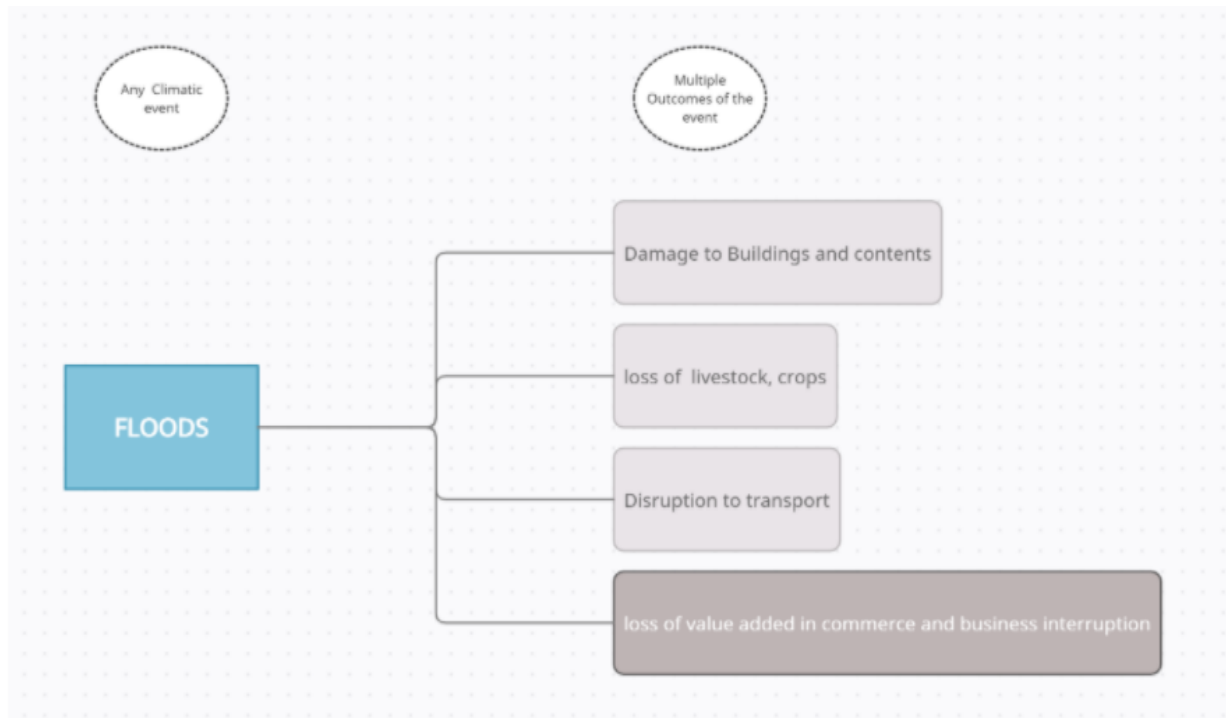 Any Climatic
event
Multiple
Outcomes of the
event
Damage to Buildings and contents
loss of livestock, crops
FLOODS
Disruption to transport
loss of value added in commerce and business interruption